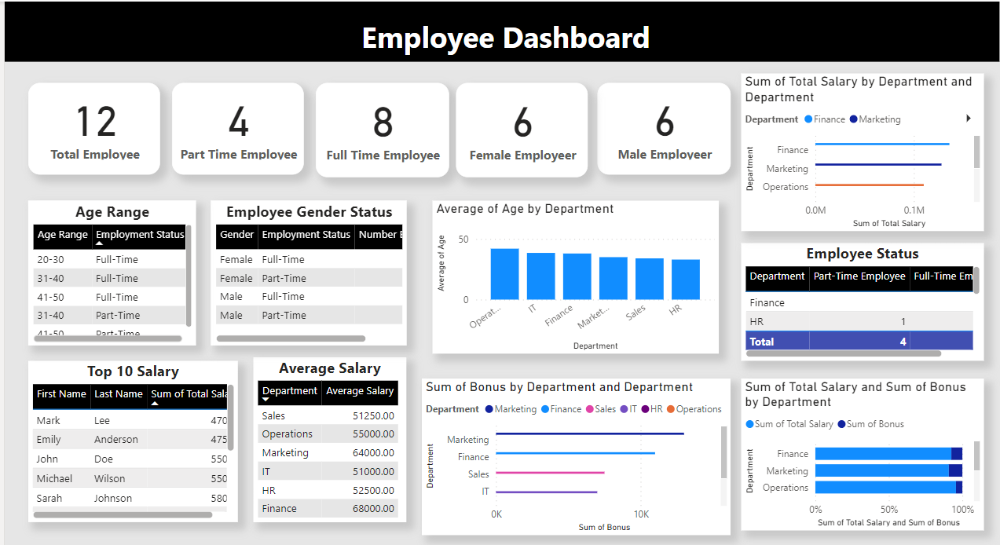 Employee Dashboard
12
Total Employee
4
Part Time Employee
8
Full Time Employee
6
Female Employeer
6
Male Employeer
Sum of Total Salary by Department and
Department
Department Finance Marketing
Department
Finance
Marketing
Operations
0.0M 0.1M
Sum of Total Salary
Age Range
Age Range Employment Status
20-30 Full-Time
31-40 Full-Time
41-50 Full-Time
31-40 Part-Time
41-50 Part-Time
Employee Gender Status
Gender Employment Status Number E
Female Full-Time
Female Part-Time
Male Full-Time
Male Part-Time
Average of Age by Department
Average of Age
50
0
Operat... IT Finance Market... Sales HR
Department
Employee Status
Department Part-Time Employee Full-Time Em
Finance
HR 1
Total 4
Top 10 Salary
First Name Last Name Sum of Total Sala
Mark Lee 470
Emily Anderson 475
John Doe 550
Michael Wilson 550
Sarah Johnson 580
Average Salary
Department Average Salary
Sales 51250.00
Operations 55000.00
Marketing 64000.00
IT 51000.00
HR 52500.00
Finance 68000.00
Sum of Bonus by Department and Department
Department Marketing Finance Sales IT HR Operations
Department
Marketing
Finance
Sales
IT
0K 10K
Sum of Bonus
Sum of Total Salary and Sum of Bonus
by Department
Sum of Total Salary Sum of Bonus
Department
Finance
Marketing
Operations
0% 50% 100%
Sum of Total Salary and Sum of Bonus